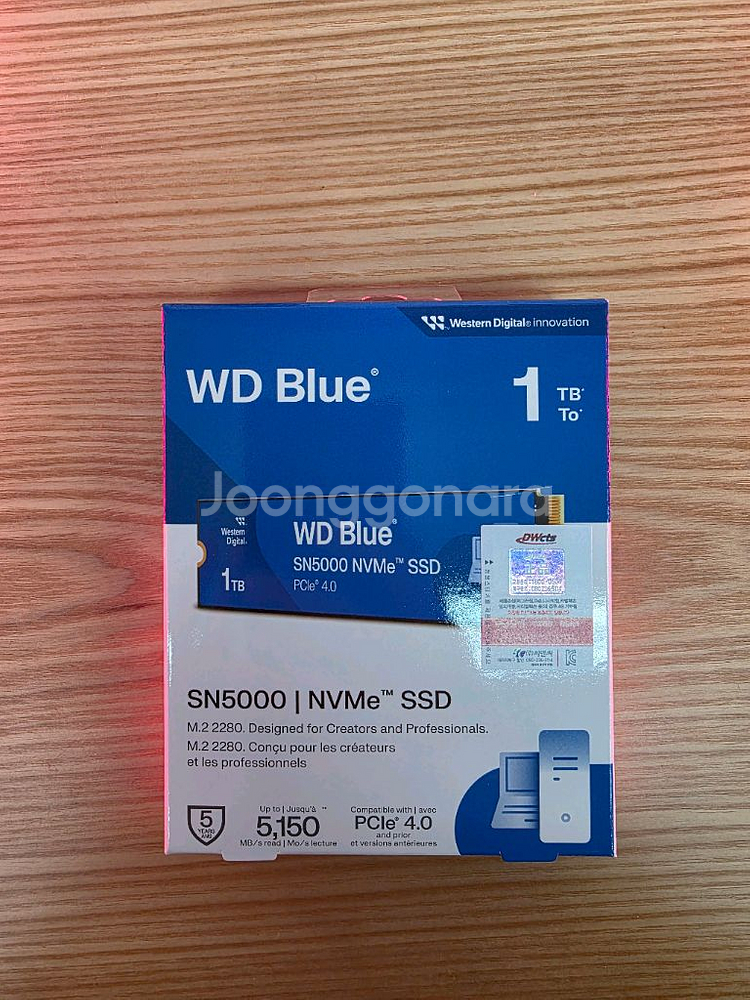 Western Digital® innovation
WD Blue®
1 TB*
To*
Joonggonara
Western
Digital.
1TB
WD Blue®
SN5000 NVMe™ SSD
PCIe® 4.0
DWcts
SN5000 | NVMe™ SSD
M.2 2280. Designed for Creators and Professionals.
M.2 2280. Conçu pour les créateurs
et les professionnels
5
YEARS
ANS
Up to | Jusqu'à
5,150
MB/s read | Mo/s lecture
Compatible with | avec
PCIe® 4.0
and prior
et versions antérieures